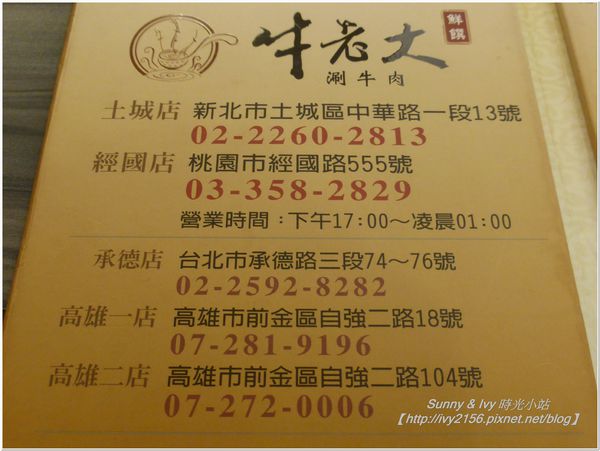 牛老大
鮮饌
涮牛肉
土城店 新北市土城區中華路一段13號
02-2260-2813
經國店 桃園市經國路555號
03-358-2829
營業時間：下午17:00～凌晨01:00
承德店 台北市承德路三段74～76號
02-2592-8282
高雄一店 高雄市前金區自強二路18號
07-281-9196
高雄二店 高雄市前金區自強二路104號
07-272-0006
Sunny & Ivy 時光小站
【http://ivy2156.pixnet.net/blog】